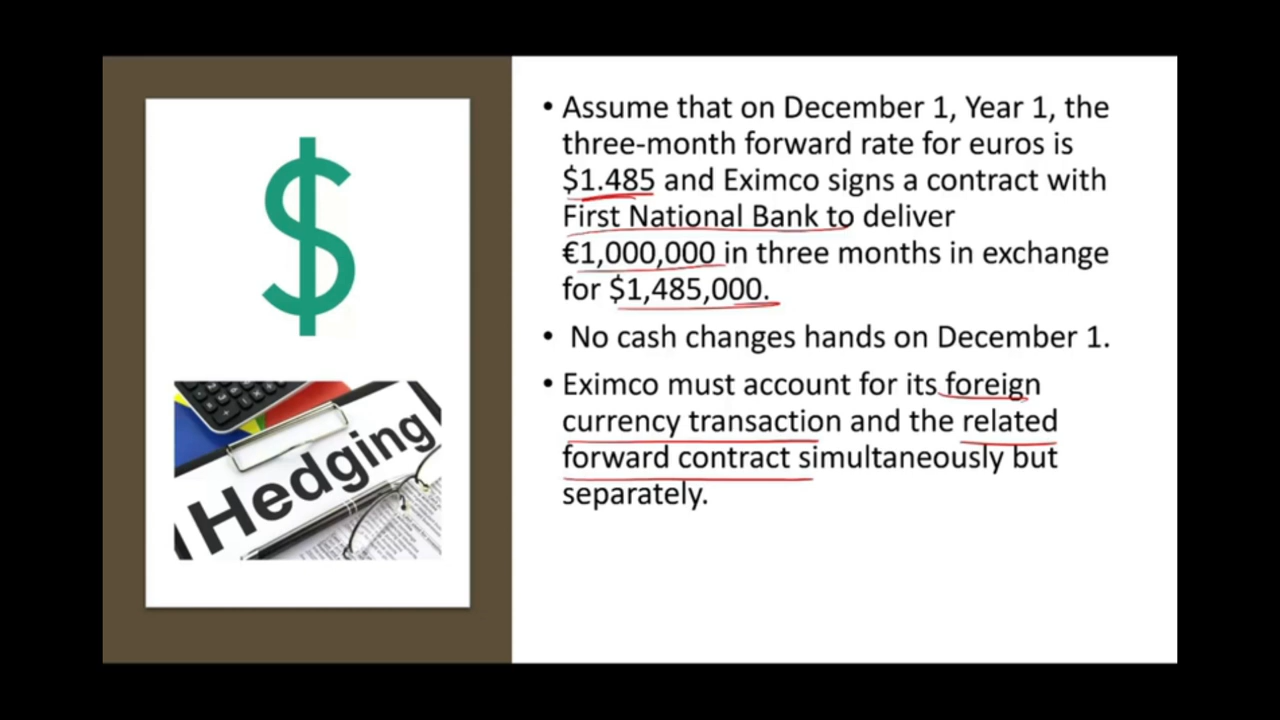 $
Hedging
• Assume that on December 1, Year 1, the
three-month forward rate for euros is
$1.485 and Eximco signs a contract with
First National Bank to deliver
€1,000,000 in three months in exchange
for $1,485,000.
• No cash changes hands on December 1.
• Eximco must account for its foreign
currency transaction and the related
forward contract simultaneously but
separately.